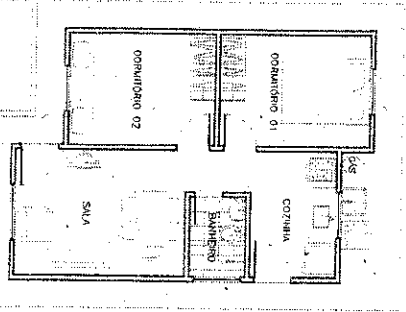 DORMITÓRIO 02
DORMITÓRIO 01
GÁS
SALA
BANHEIRO
COZINHA